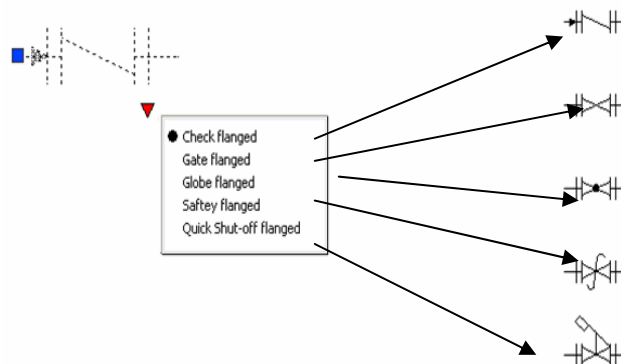 Check flanged
Gate flanged
Globe flanged
Saftey flanged
Quick Shut-off flanged